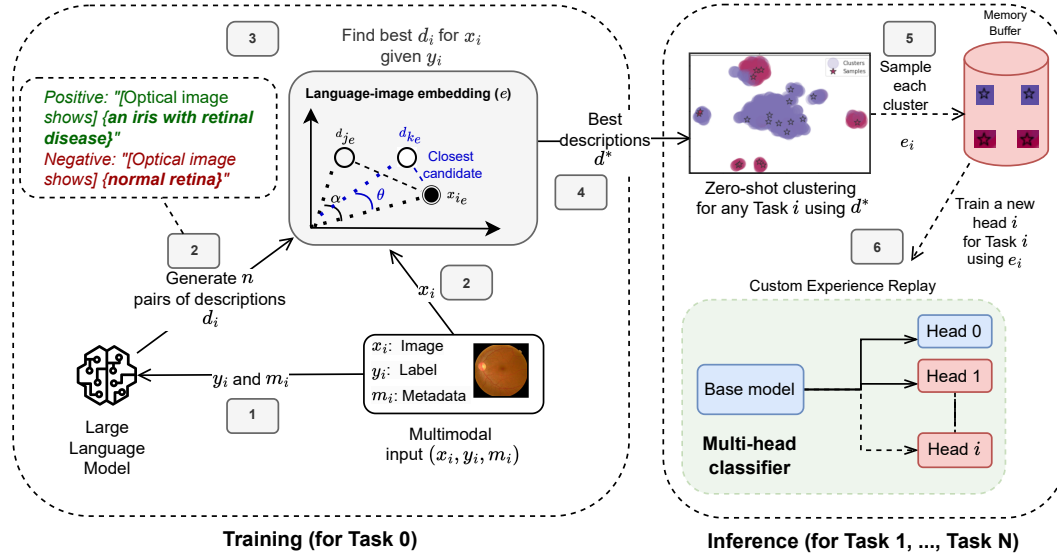 3
Find best d_i for x_i
given y_i
Positive: "[Optical image
shows] {an iris with retinal
disease}"
Negative: "[Optical image
shows] {normal retina}"
Language-image embedding (e)
d_{j_e}
d_{k_e}
Closest
candidate
α
θ
x_{i_e}
2
Generate n
pairs of descriptions
d_i
x_i
2
Best
descriptions
d*
4
Large
Language
Model
y_i and m_i
1
x_i: Image
y_i: Label
m_i: Metadata
Multimodal
input (x_i, y_i, m_i)
Training (for Task 0)
Clusters
Samples
Zero-shot clustering
for any Task i using d*
5
Sample
each
cluster
e_i
Memory
Buffer
6
Train a new
head i
for Task i
using e_i
Custom Experience Replay
Base model
Head 0
Head 1
Head i
Multi-head
classifier
Inference (for Task 1, ..., Task N)